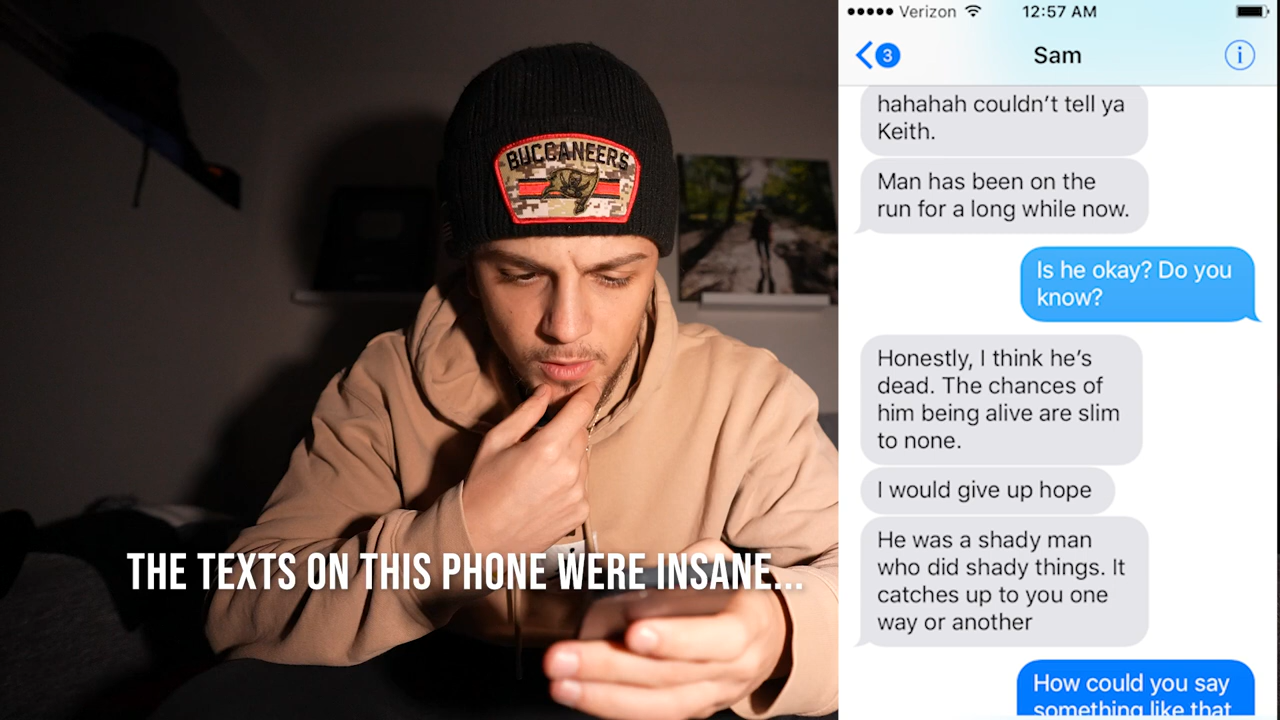 BUCCANEERS
THE TEXTS ON THIS PHONE WERE INSANE...
Verizon 12:57 AM
3 Sam i
hahahah couldn't tell ya
Keith.
Man has been on the
run for a long while now.
Is he okay? Do you
know?
Honestly, I think he's
dead. The chances of
him being alive are slim
to none.
I would give up hope
He was a shady man
who did shady things. It
catches up to you one
way or another
How could you say
something like that